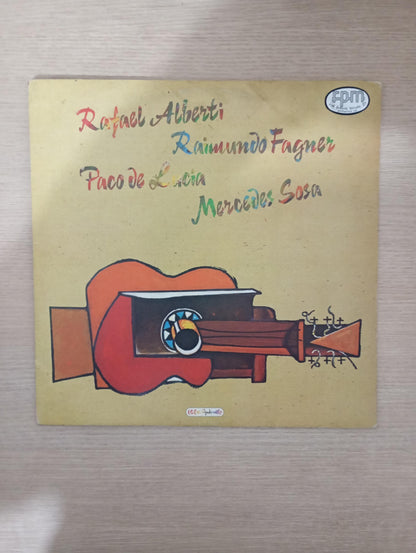 Rafael Alberti
Raimundo Fagner
Paco de Lucia
Mercedes Sosa